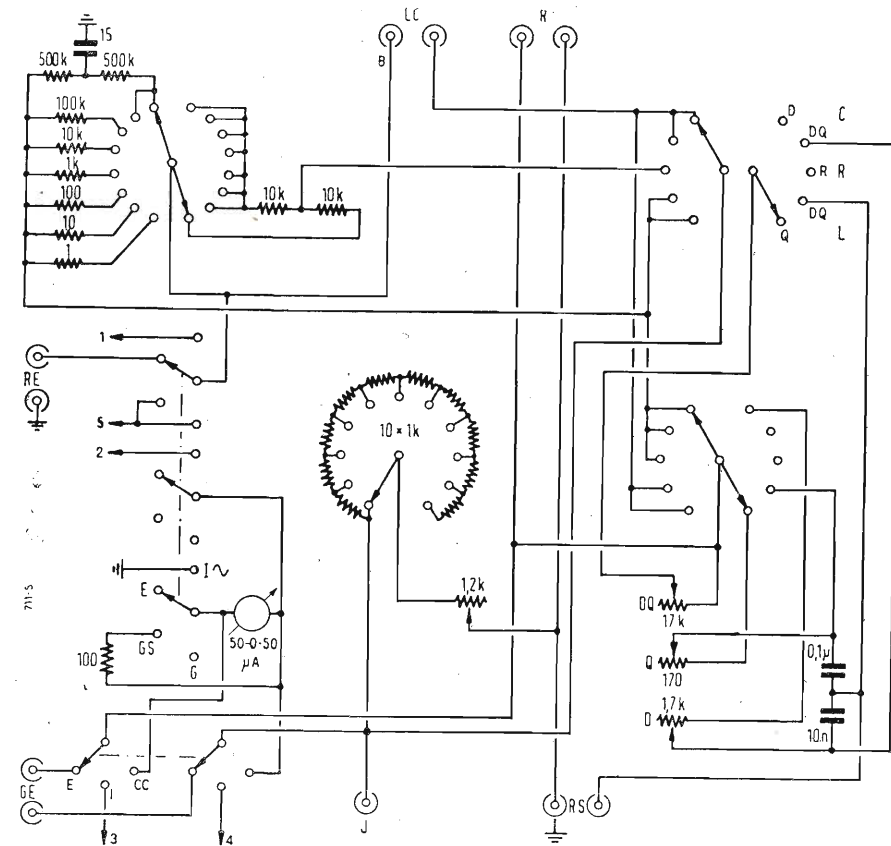 LC
R
15
B
500k
500k
100k
D
C
10k
DQ
1k
R
R
100
10k
10k
DQ
10
Q
L
1
1
RE
S
10 × 1k
2
I∿
E
1,2k
DQ
17k
50-0-50
µA
GS
100
G
Q
0,1µ
170
1,7k
D
10n
E
I
CC
GE
J
RS
3
4
711-5